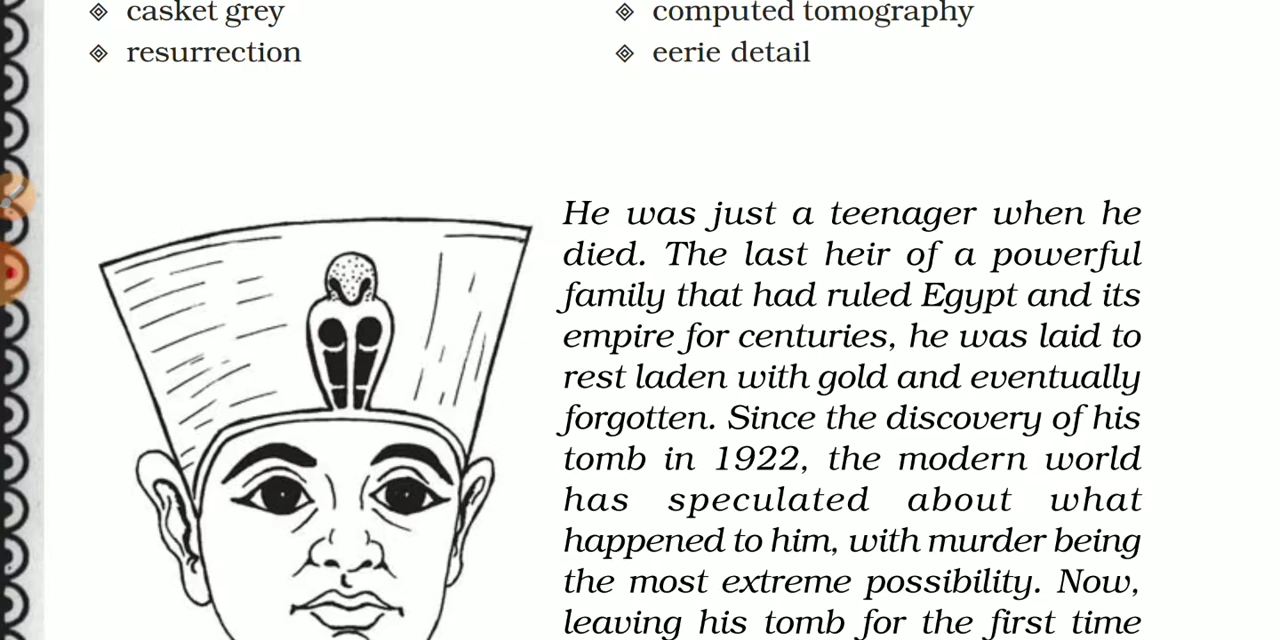 casket grey
computed tomography
resurrection
eerie detail
He was just a teenager when he
died. The last heir of a powerful
family that had ruled Egypt and its
empire for centuries, he was laid to
rest laden with gold and eventually
forgotten. Since the discovery of his
tomb in 1922, the modern world
has speculated about what
happened to him, with murder being
the most extreme possibility. Now,
leaving his tomb for the first time